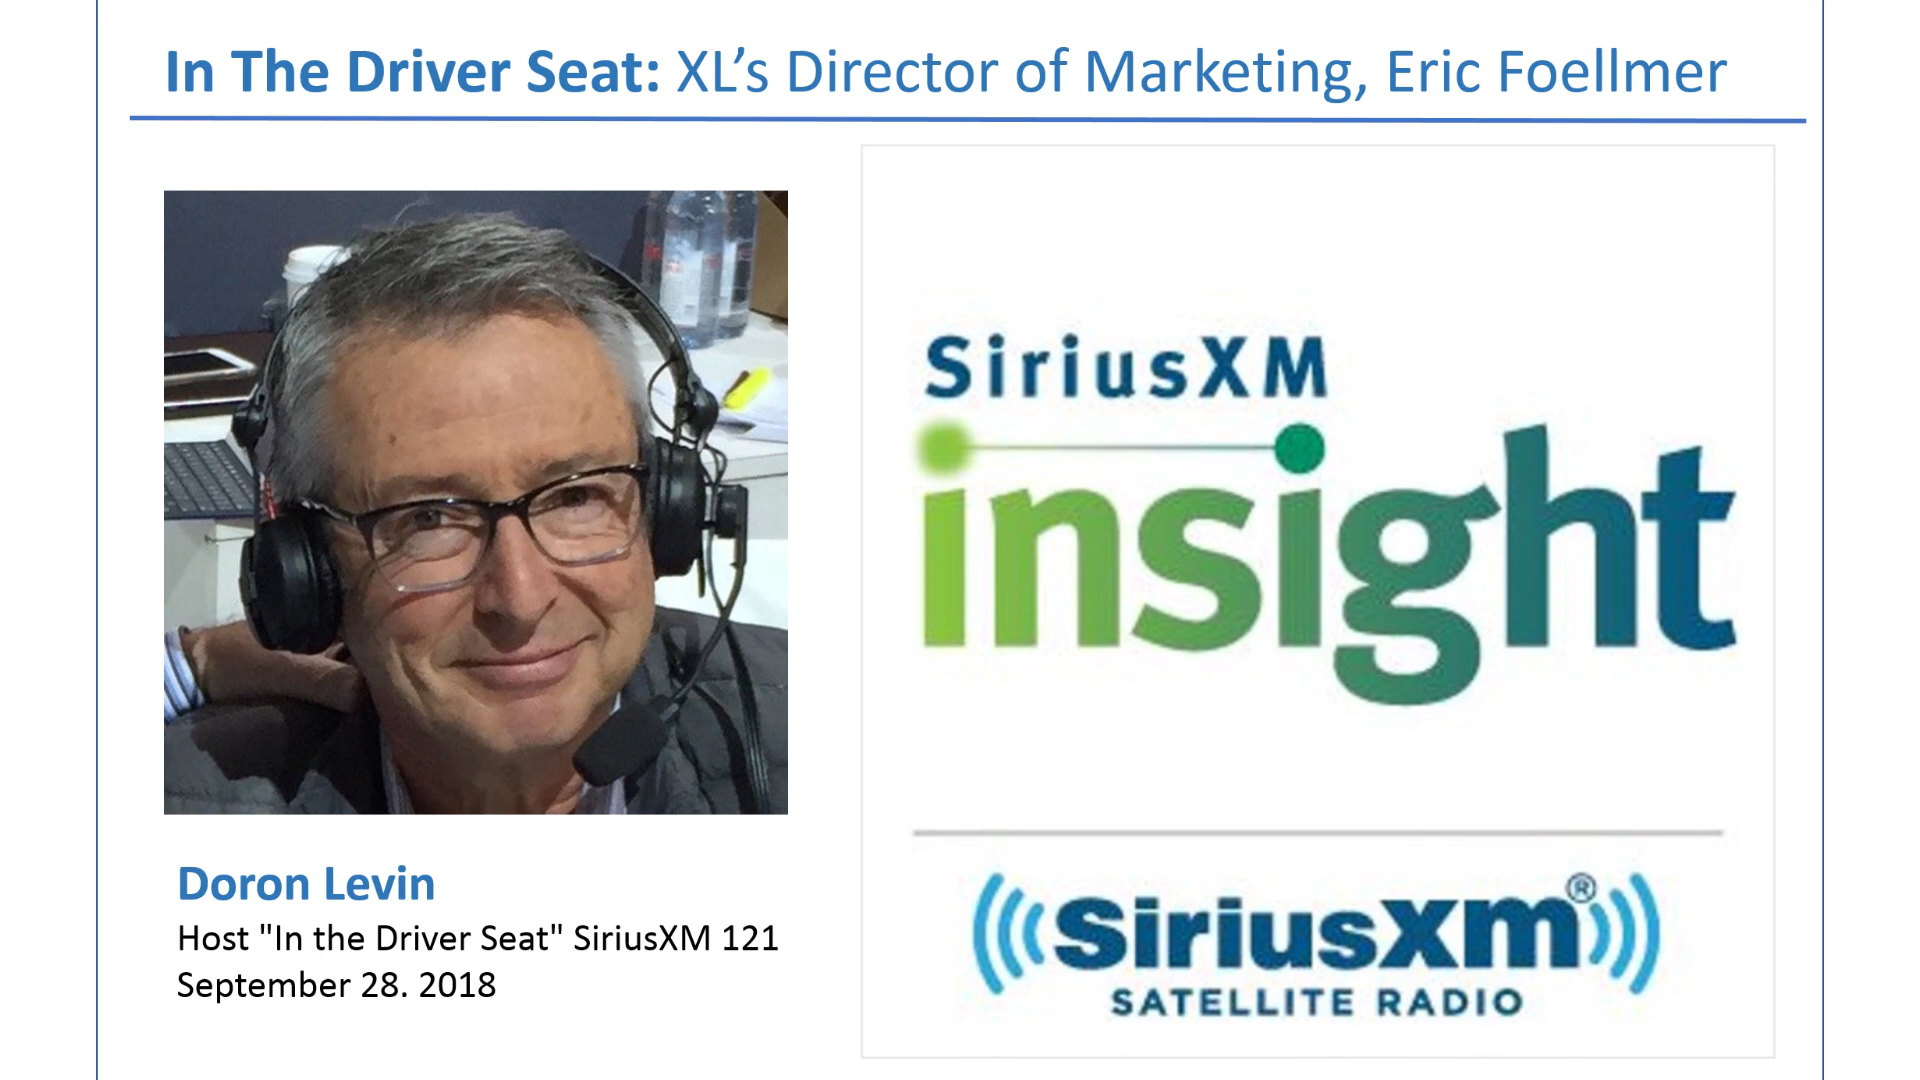 In The Driver Seat: XL’s Director of Marketing, Eric Foellmer
SiriusXM
insight
Doron Levin
Host "In the Driver Seat" SiriusXM 121
September 28. 2018
SiriusXM®
SATELLITE RADIO